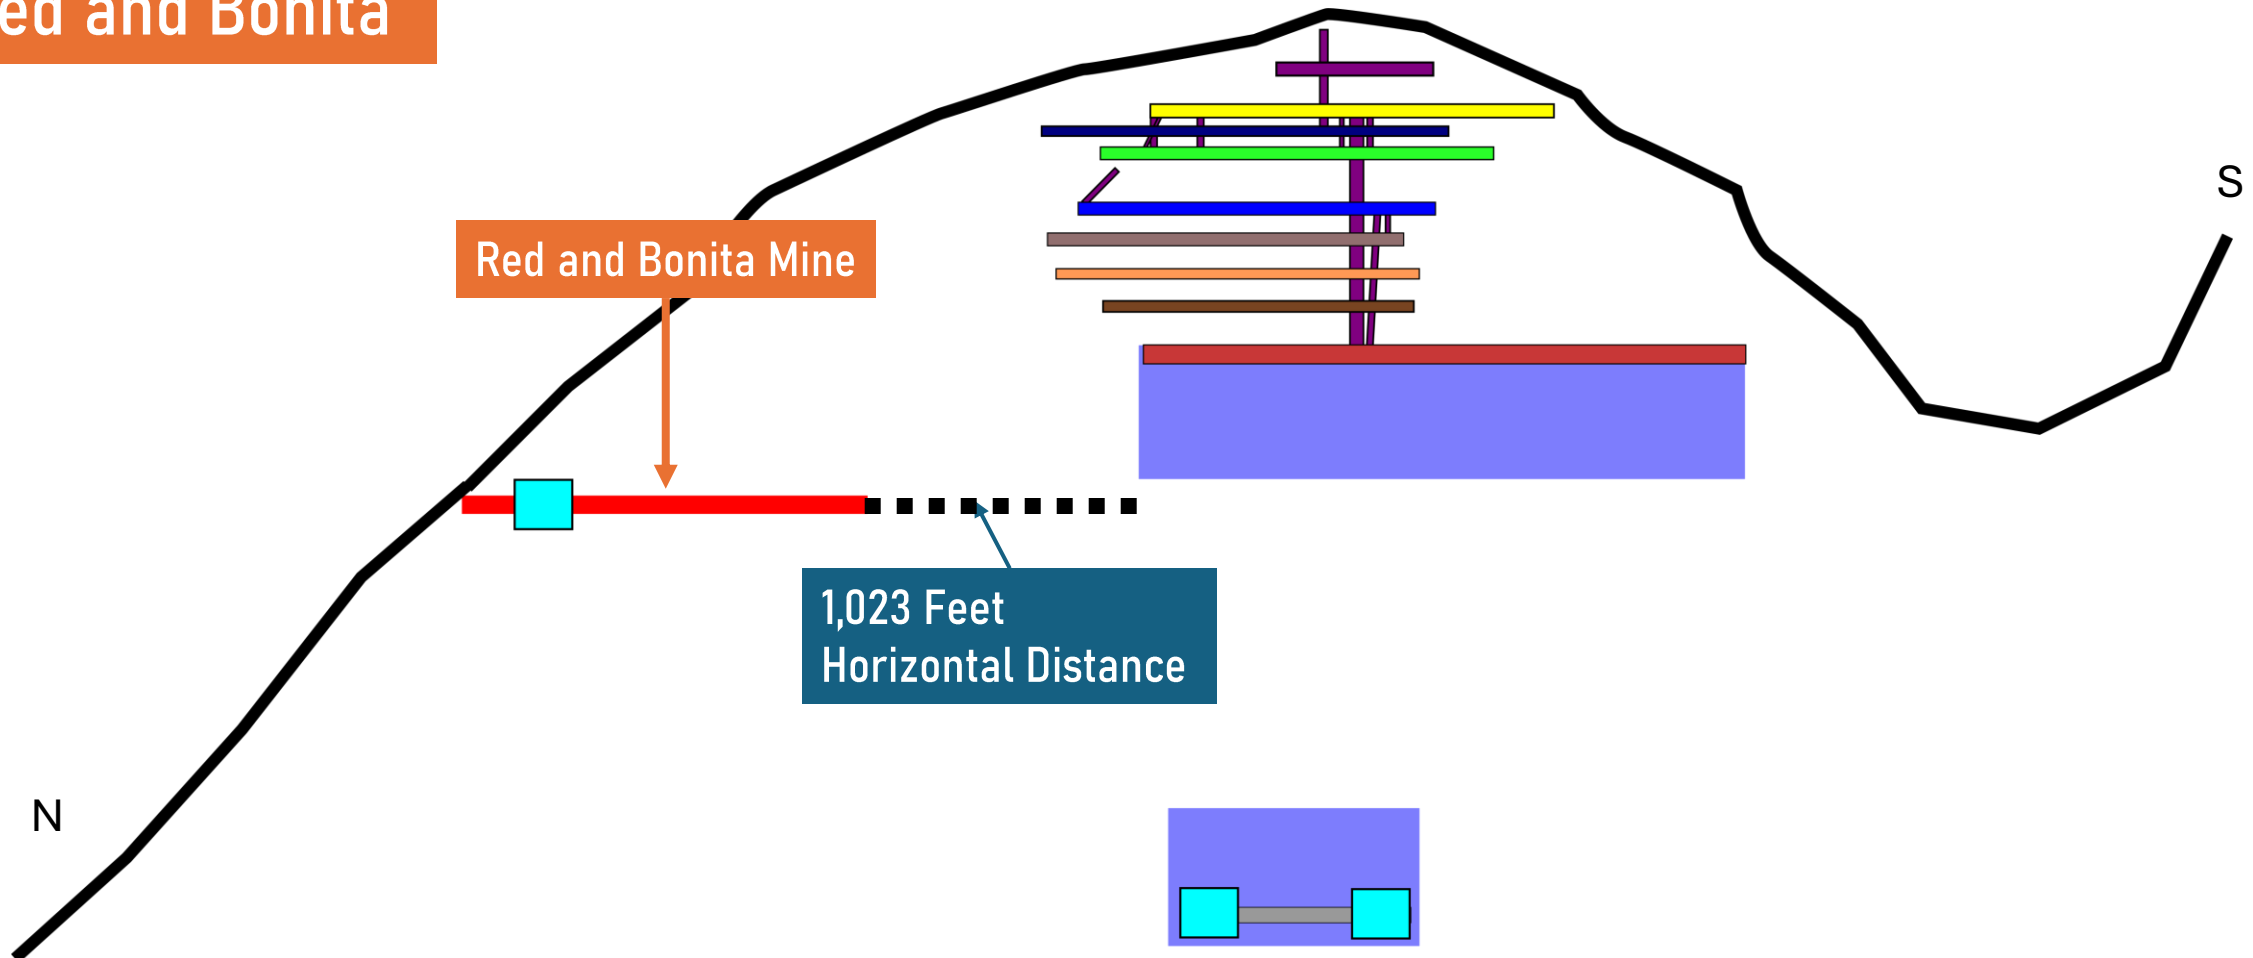 ed and Bonita
S
Red and Bonita Mine
1,023 Feet
Horizontal Distance
N